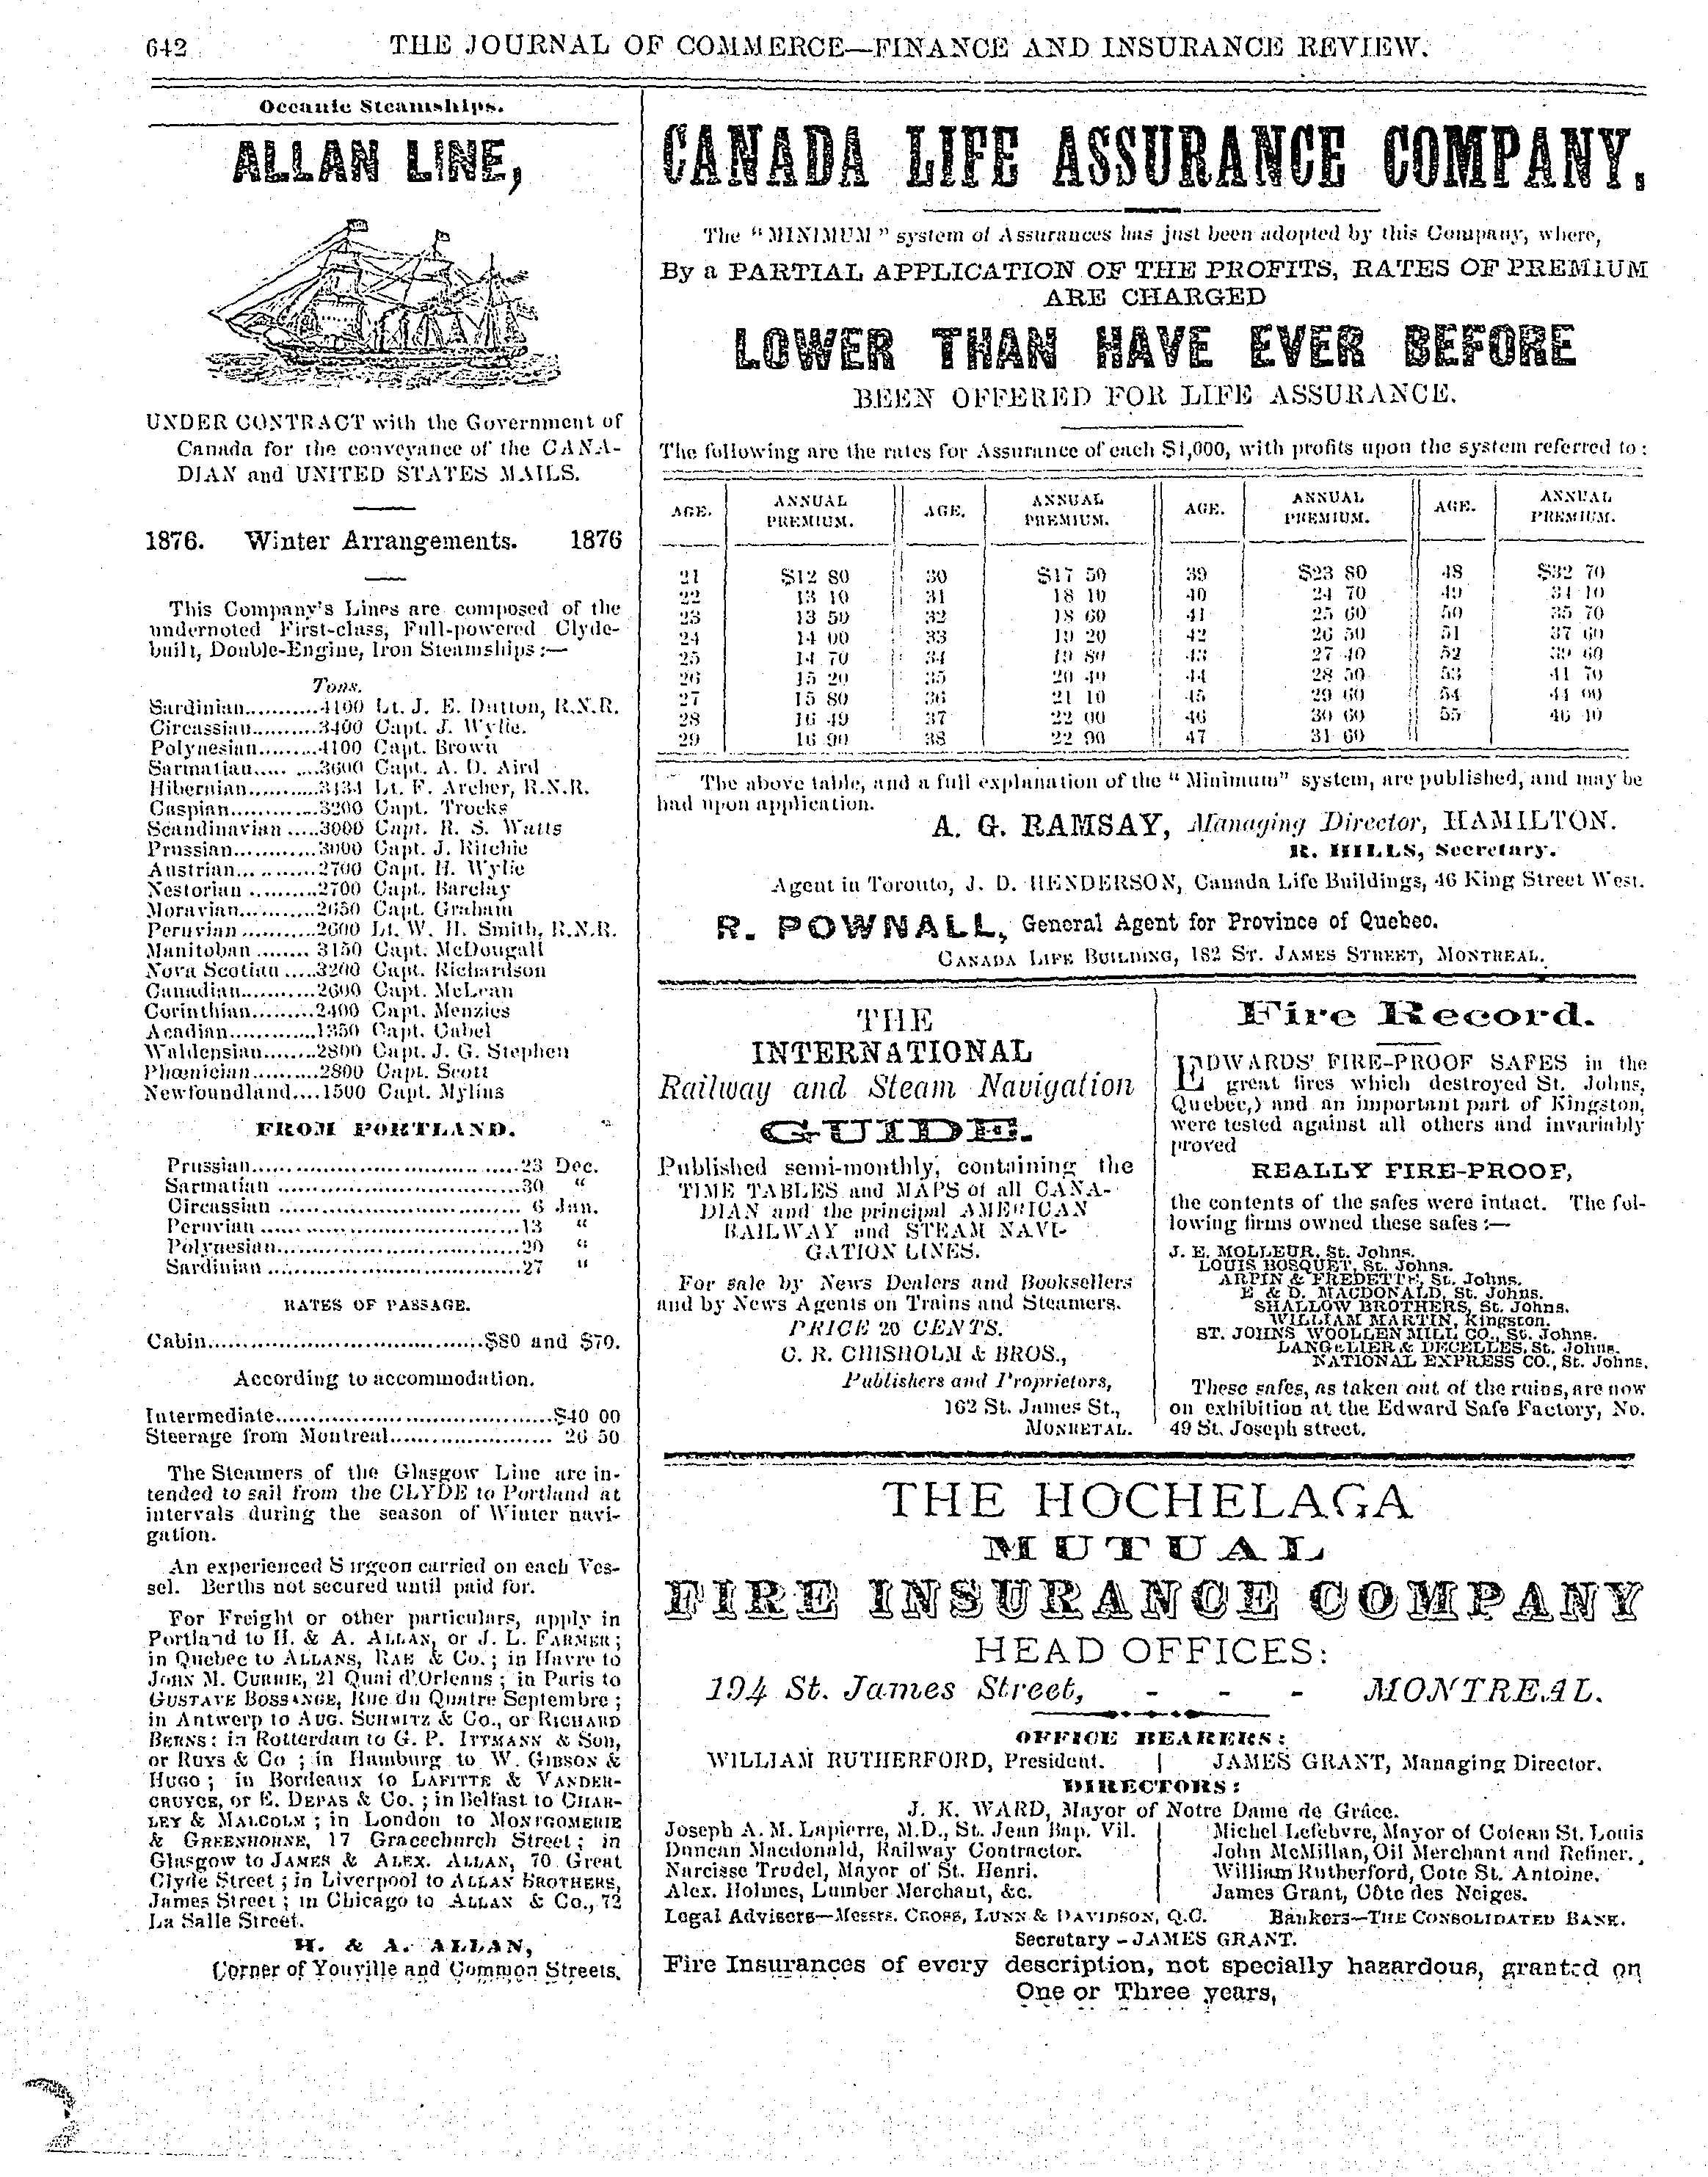 642 THE JOURNAL OF COMMERCE—FINANCE AND INSURANCE REVIEW.
Oceanic Steamships.
ALLAN LINE,
UNDER CONTRACT with the Government of
Canada for the conveyance of the CANA-
DIAN and UNITED STATES MAILS.
1876. Winter Arrangements. 1876
This Company's Lines are composed of the
undernoted First-class, Full-powered Clyde-
built, Double-Engine, Iron Steamships:—
Tons.
Sardinian...........4100 Lt. J. E. Dutton, R.N.R.
Circassian..........3400 Capt. J. Wylie.
Polynesian.........4100 Capt. Brown
Sarmatian..... ....3600 Capt. A. D. Aird
Hibernian..........3134 Lt. F. Archer, R.N.R.
Caspian.............3200 Capt. Trocks
Scandinavian .....3000 Capt. R. S. Watts
Prussian............3000 Capt. J. Ritchie
Austrian... ........2700 Capt. H. Wylie
Nestorian ..........2700 Capt. Barclay
Moravian...........2650 Capt. Graham
Peruvian ...........2600 Lt. W. H. Smith, R.N.R.
Manitoban ........ 3150 Capt. McDougall
Nova Scotian .....3200 Capt. Richardson
Canadian...........2600 Capt. McLean
Corinthian.........2400 Capt. Menzies
Acadian............1350 Capt. Cabel
Waldensian........2800 Capt. J. G. Stephen
Phœnician..........2800 Capt. Scott
Newfoundland....1500 Capt. Mylins
FROM PORTLAND.
Prussian........................................23 Dec.
Sarmatian ...................................30 "
Circassian ................................... 6 Jan.
Peruvian ......................................13 "
Polynesian...................................20 "
Sardinian .....................................27 "
RATES OF PASSAGE.
Cabin........................................$80 and $70.
According to accommodation.
Intermediate........................................$40 00
Steerage from Montreal........................ 26 50
The Steamers of the Glasgow Line are in-
tended to sail from the CLYDE to Portland at
intervals during the season of Winter navi-
gation.
An experienced S irgeon carried on each Ves-
sel. Berths not secured until paid for.
For Freight or other particulars, apply in
Portland to H. & A. ALLAN, or J. L. FARMER;
in Quebec to ALLANS, RAE & Co.; in Havre to
JOHN M. CURRIE, 21 Quai d'Orleans; in Paris to
GUSTAVE BOSSANGE, Rue du Quatre Septembre;
in Antwerp to AUG. SCHMITZ & Co., or RICHARD
BERNS: in Rotterdam to G. P. ITTMANN & Son,
or RUYS & Co ; in Hamburg to W. GIBSON &
HUGO; in Bordeaux to LAFITTE & VANDER-
CRUYCE, or E. DEPAS & Co.; in Belfast to CHAR-
LEY & MALCOLM; in London to MONTGOMERIE
& GREENHORNE, 17 Gracechurch Street; in
Glasgow to JAMES & ALEX. ALLAN, 70 Great
Clyde Street; in Liverpool to ALLAN BROTHERS,
James Street; in Chicago to ALLAN & Co., 72
La Salle Street.
H. & A. ALLAN,
Corner of Youville and Common Streets.
CANADA LIFE ASSURANCE COMPANY.
The "MINIMUM" system of Assurances has just been adopted by this Company, where,
By a PARTIAL APPLICATION OF THE PROFITS, RATES OF PREMIUM
ARE CHARGED
LOWER THAN HAVE EVER BEFORE
BEEN OFFERED FOR LIFE ASSURANCE.
The following are the rates for Assurance of each $1,000, with profits upon the system referred to:
AGE. ANNUAL PREMIUM. AGE. ANNUAL PREMIUM. AGE. ANNUAL PREMIUM. AGE. ANNUAL PREMIUM.
21 $12 80 30 $17 50 39 $23 80 48 $32 70
22 13 10 31 18 10 40 24 70 49 34 10
23 13 50 32 18 60 41 25 60 50 35 70
24 14 00 33 19 20 42 26 50 51 37 60
25 14 70 34 19 80 43 27 40 52 39 60
26 15 20 35 20 40 44 28 50 53 41 70
27 15 80 36 21 10 45 29 60 54 44 00
28 16 40 37 22 00 46 30 60 55 46 40
29 16 90 38 22 90 47 31 60
The above table, and a full explanation of the "Minimum" system, are published, and may be
had upon application.
A. G. RAMSAY, Managing Director, HAMILTON.
R. HILLS, Secretary.
Agent in Toronto, J. D. HENDERSON, Canada Life Buildings, 46 King Street West.
R. POWNALL, General Agent for Province of Quebec.
CANADA LIFE BUILDING, 182 ST. JAMES STREET, MONTREAL.
THE
INTERNATIONAL
Railway and Steam Navigation
GUIDE.
Published semi-monthly, containing the
TIME TABLES and MAPS of all CANA-
DIAN and the principal AMERICAN
RAILWAY and STEAM NAVI-
GATION LINES.
For sale by News Dealers and Booksellers
and by News Agents on Trains and Steamers.
PRICE 20 CENTS.
C. R. CHISHOLM & BROS.,
Publishers and Proprietors,
162 St. James St.,
MONRETAL.
Fire Record.
EDWARDS' FIRE-PROOF SAFES in the
great fires which destroyed St. Johns,
Quebec,) and an important part of Kingston,
were tested against all others and invariably
proved
REALLY FIRE-PROOF,
the contents of the safes were intact. The fol-
lowing firms owned these safes:—
J. E. MOLLEUR, St. Johns.
LOUIS BOSQUET, St. Johns.
ARPIN & FREDETTE, St. Johns.
E & D. MACDONALD, St. Johns.
SHALLOW BROTHERS, St. Johns.
WILLIAM MARTIN, Kingston.
ST. JOHNS WOOLLEN MILL CO., St. Johns.
LANGELIER & DECELLES, St. Johns.
NATIONAL EXPRESS CO., St. Johns.
These safes, as taken out of the ruins, are now
on exhibition at the Edward Safe Factory, No.
49 St. Joseph street.
THE HOCHELAGA
MUTUAL
FIRE INSURANCE COMPANY
HEAD OFFICES:
194 St. James Street, - - - MONTREAL.
OFFICE BEARERS:
WILLIAM RUTHERFORD, President. | JAMES GRANT, Managing Director.
DIRECTORS:
J. K. WARD, Mayor of Notre Dame de Grâce.
Joseph A. M. Lapierre, M.D., St. Jean Bap. Vil. | Michel Lefebvre, Mayor of Coteau St. Louis
Duncan Macdonald, Railway Contractor. | John McMillan, Oil Merchant and Refiner.
Narcisse Trudel, Mayor of St. Henri. | William Rutherford, Cote St. Antoine.
Alex. Holmes, Lumber Merchant, &c. | James Grant, Côte des Neiges.
Legal Advisers—Messrs. CROSS, LUNN & DAVIDSON, Q.C. Bankers—THE CONSOLIDATED BANK.
Secretary – JAMES GRANT.
Fire Insurances of every description, not specially hazardous, granted on
One or Three years,